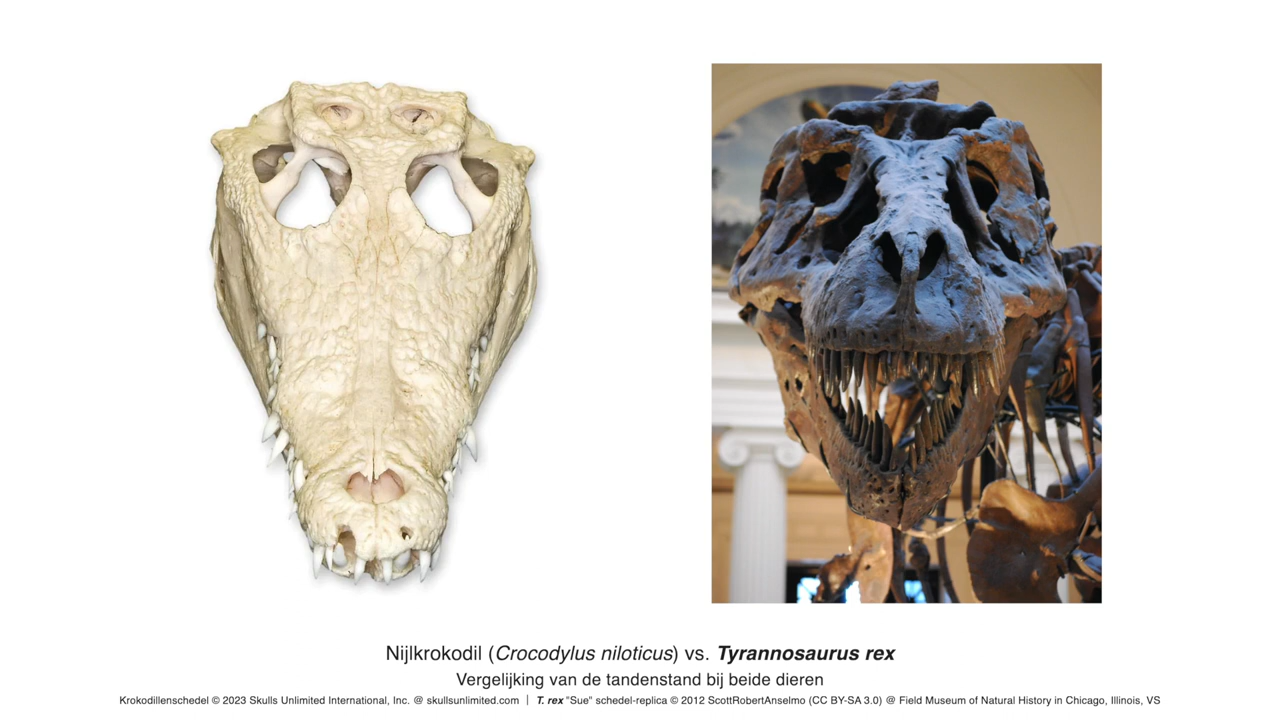 Nijlkrokodil (Crocodylus niloticus) vs. Tyrannosaurus rex
Vergelijking van de tandenstand bij beide dieren
Krokodillenschedel © 2023 Skulls Unlimited International, Inc. @ skullsunlimited.com | T. rex "Sue" schedel-replica © 2012 ScottRobertAnselmo (CC BY-SA 3.0) @ Field Museum of Natural History in Chicago, Illinois, VS